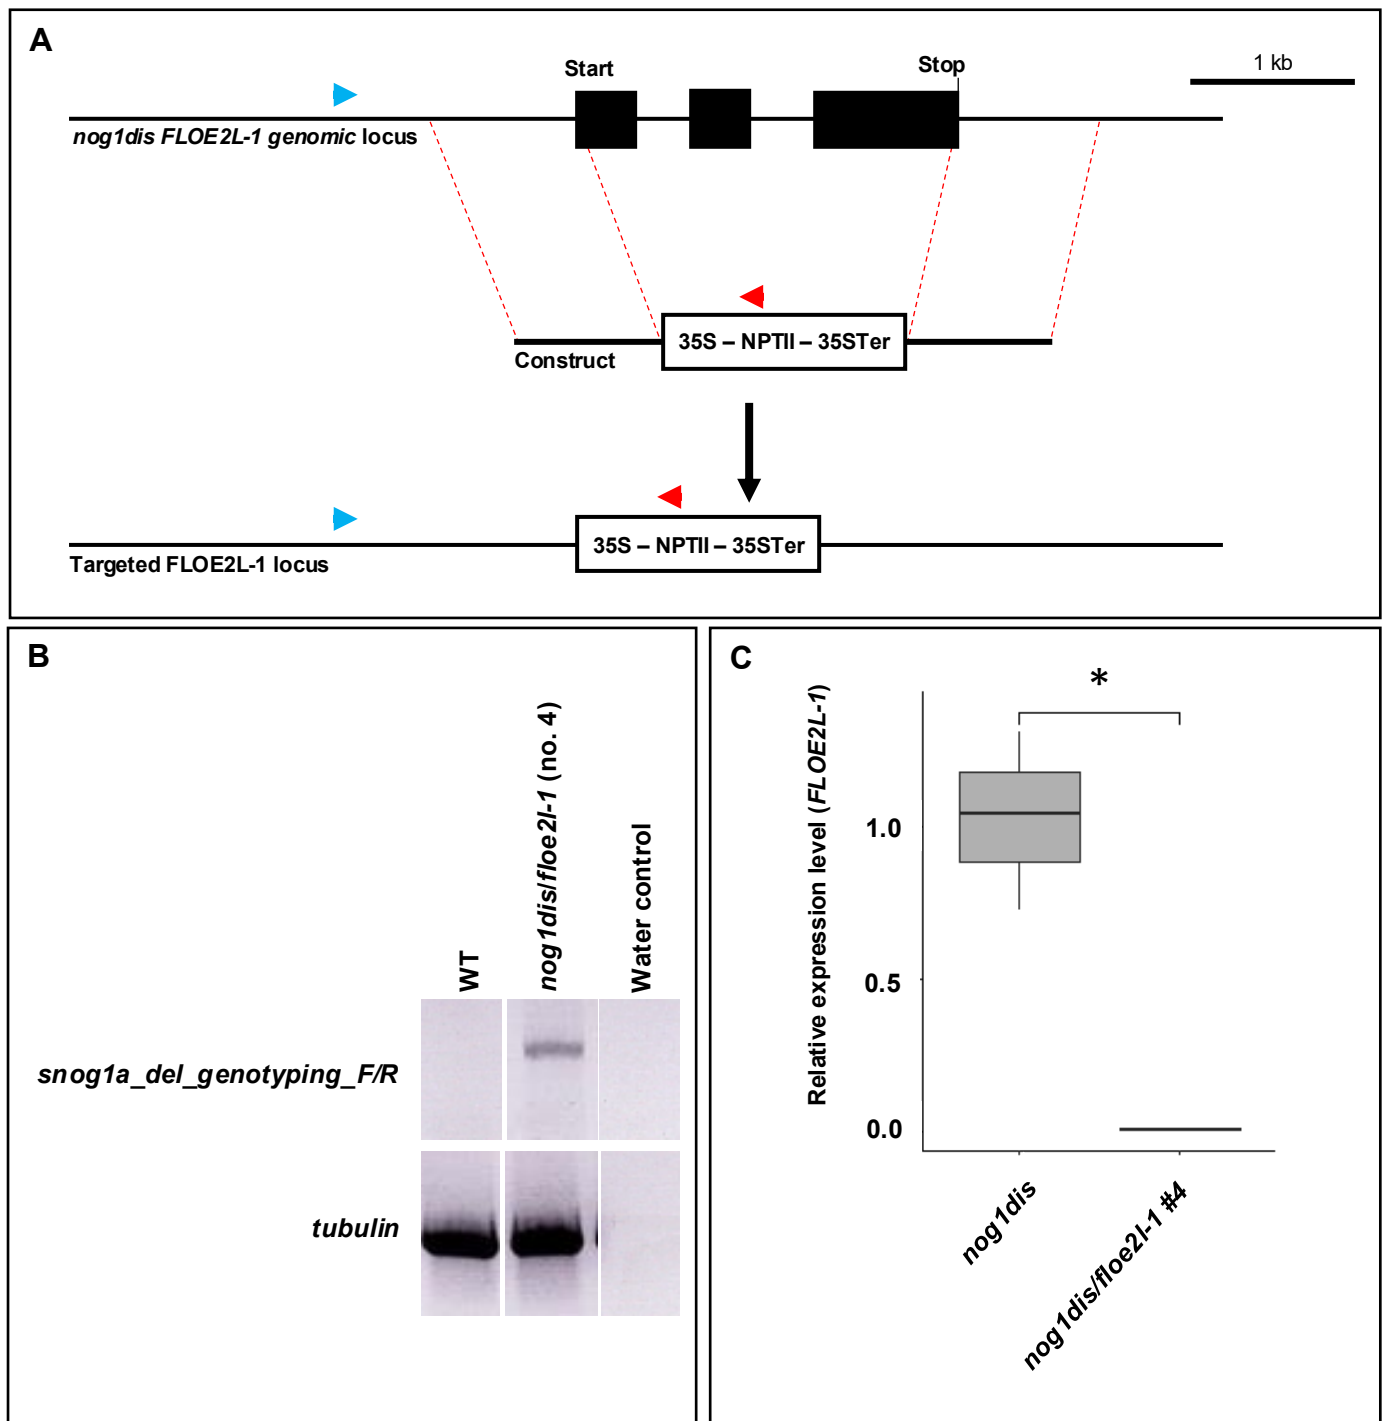 A
Start
Stop
1 kb
nog1dis FLOE2L-1 genomic locus
35S – NPTII – 35STer
Construct
35S – NPTII – 35STer
Targeted FLOE2L-1 locus
B
WT
nog1dis/floe2l-1 (no. 4)
Water control
snog1a_del_genotyping_F/R
tubulin
C
*
Relative expression level (FLOE2L-1)
1.0
0.5
0.0
nog1dis
nog1dis/floe2l-1 #4